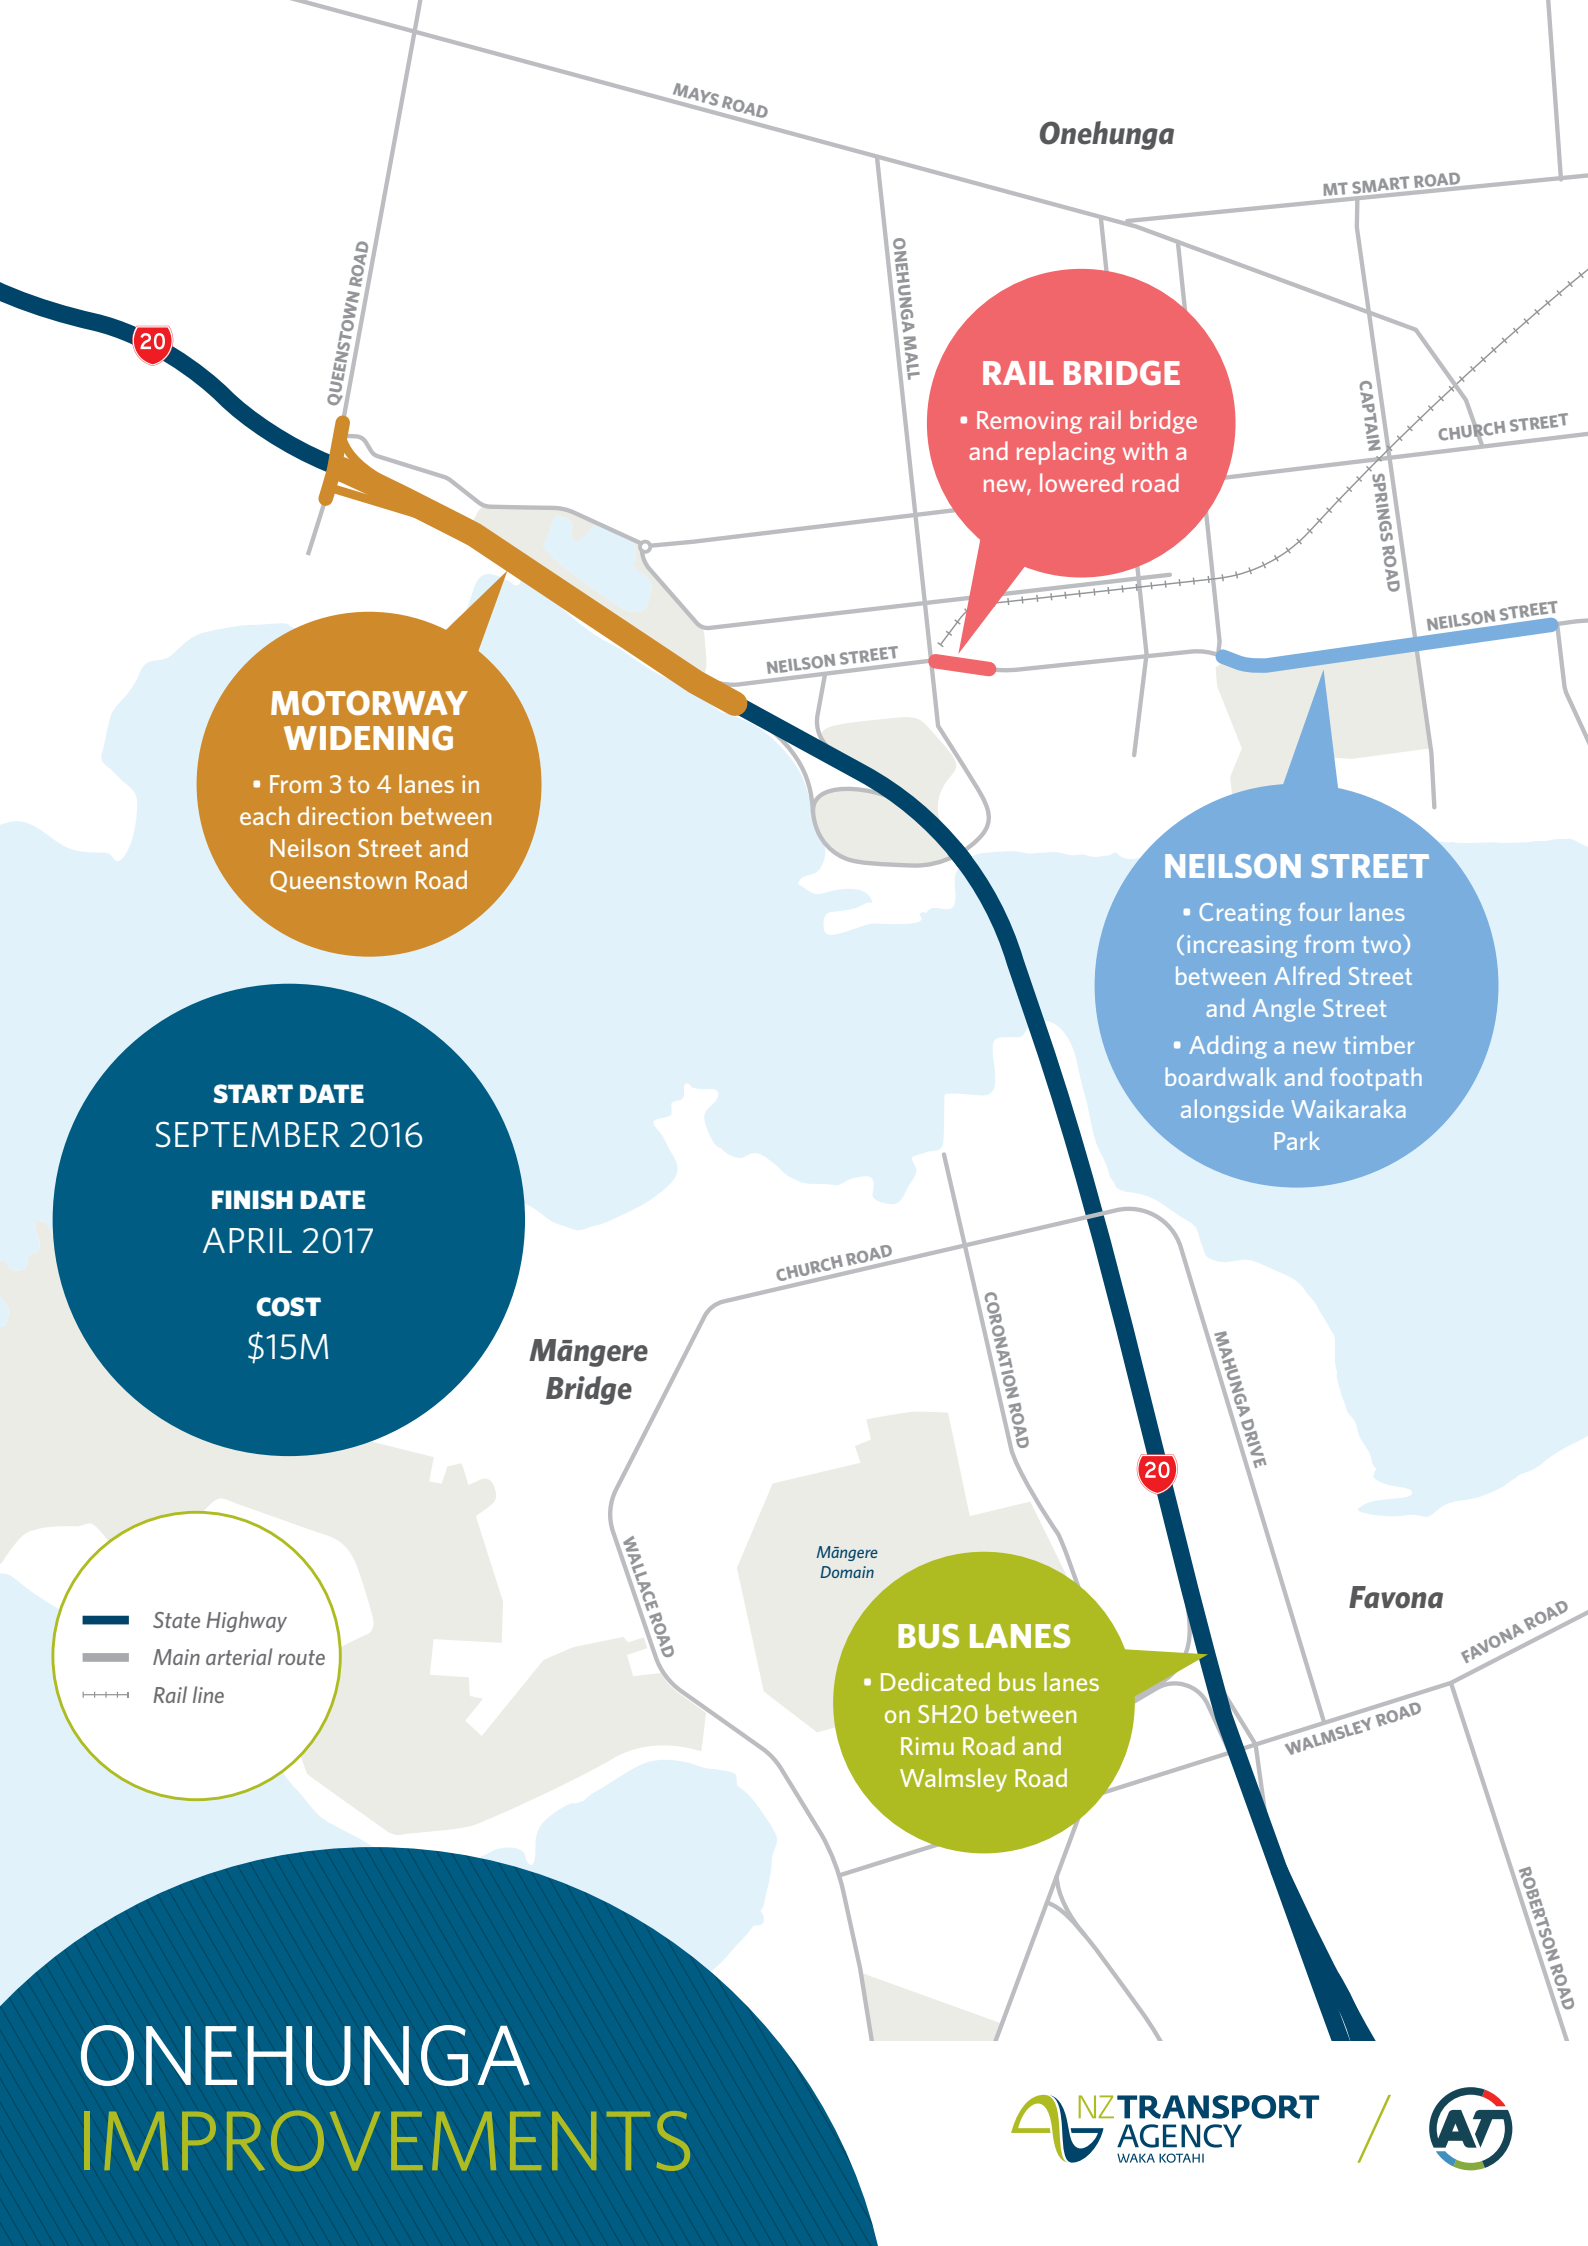 MAYS ROAD
Onehunga
MT SMART ROAD
QUEENSTOWN ROAD
20
ONEHUNGA MALL
RAIL BRIDGE
▪ Removing rail bridge
and replacing with a
new, lowered road
CAPTAIN SPRINGS ROAD
CHURCH STREET
NEILSON STREET
NEILSON STREET
MOTORWAY
WIDENING
▪ From 3 to 4 lanes in
each direction between
Neilson Street and
Queenstown Road
NEILSON STREET
▪ Creating four lanes
(increasing from two)
between Alfred Street
and Angle Street
▪ Adding a new timber
boardwalk and footpath
alongside Waikaraka
Park
START DATE
SEPTEMBER 2016
FINISH DATE
APRIL 2017
COST
$15M
CHURCH ROAD
Māngere
Bridge
CORONATION ROAD
MAHUNGA DRIVE
20
WALLACE ROAD
Māngere
Domain
Favona
FAVONA ROAD
BUS LANES
▪ Dedicated bus lanes
on SH20 between
Rimu Road and
Walmsley Road
WALMSLEY ROAD
ROBERTSON ROAD
State Highway
Main arterial route
Rail line
ONEHUNGA
IMPROVEMENTS
NZ TRANSPORT
AGENCY
WAKA KOTAHI
AT